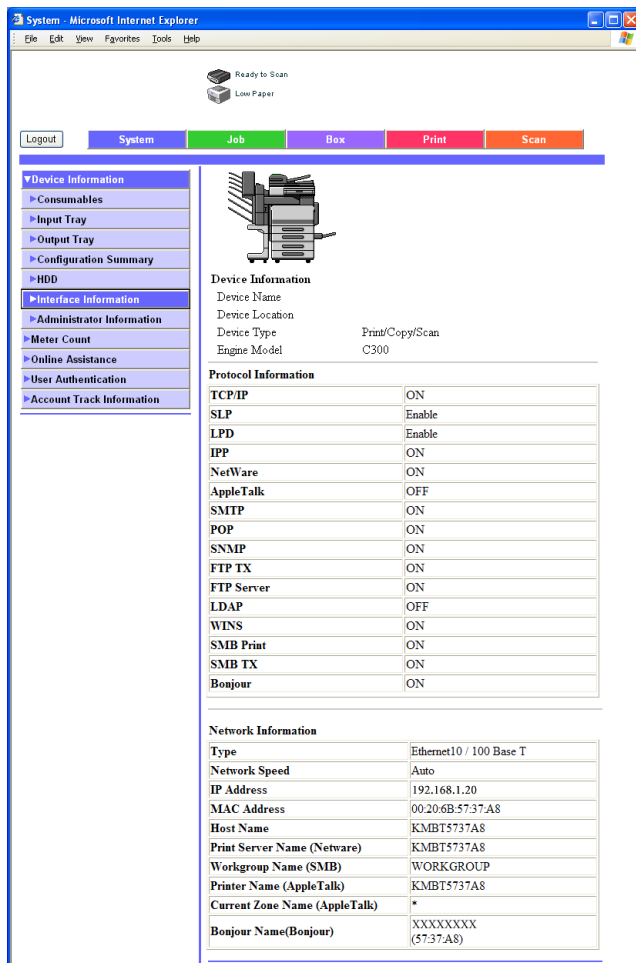 System - Microsoft Internet Explorer
File Edit View Favorites Tools Help
Ready to Scan
Low Paper
Logout System Job Box Print Scan
Device Information
Consumables
Input Tray
Output Tray
Configuration Summary
HDD
Interface Information
Administrator Information
Meter Count
Online Assistance
User Authentication
Account Track Information
Device Information
Device Name
Device Location
Device Type Print/Copy/Scan
Engine Model C300
Protocol Information
TCP/IP ON
SLP Enable
LPD Enable
IPP ON
NetWare ON
AppleTalk OFF
SMTP ON
POP ON
SNMP ON
FTP TX ON
FTP Server ON
LDAP OFF
WINS ON
SMB Print ON
SMB TX ON
Bonjour ON
Network Information
Type Ethernet10 / 100 Base T
Network Speed Auto
IP Address 192.168.1.20
MAC Address 00:20:6B:57:37:A8
Host Name KMBT5737A8
Print Server Name (Netware) KMBT5737A8
Workgroup Name (SMB) WORKGROUP
Printer Name (AppleTalk) KMBT5737A8
Current Zone Name (AppleTalk) *
Bonjour Name(Bonjour) XXXXXXXX
(57:37:A8)